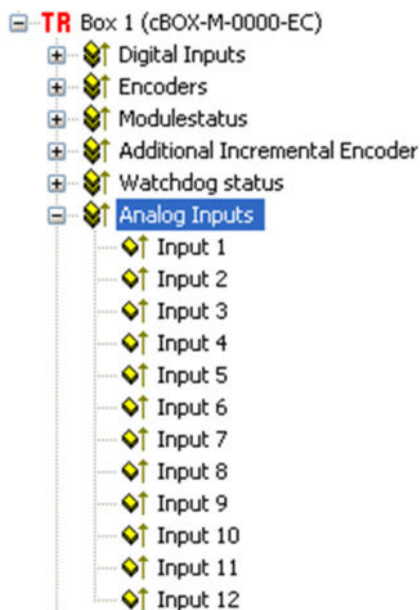 TR Box 1 (cBOX-M-0000-EC)
Digital Inputs
Encoders
Modulestatus
Additional Incremental Encoder
Watchdog status
Analog Inputs
Input 1
Input 2
Input 3
Input 4
Input 5
Input 6
Input 7
Input 8
Input 9
Input 10
Input 11
Input 12